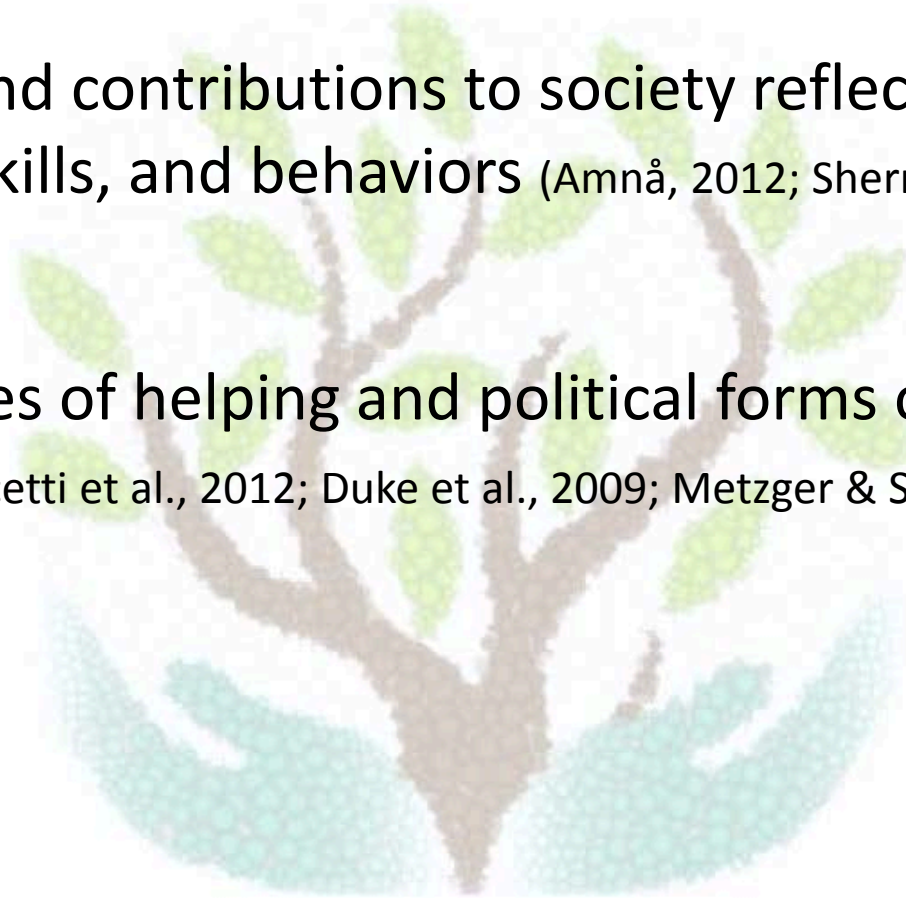 nd contributions to society reflec
kills, and behaviors (Amnå, 2012; Sherr
es of helping and political forms
etti et al., 2012; Duke et al., 2009; Metzger & S